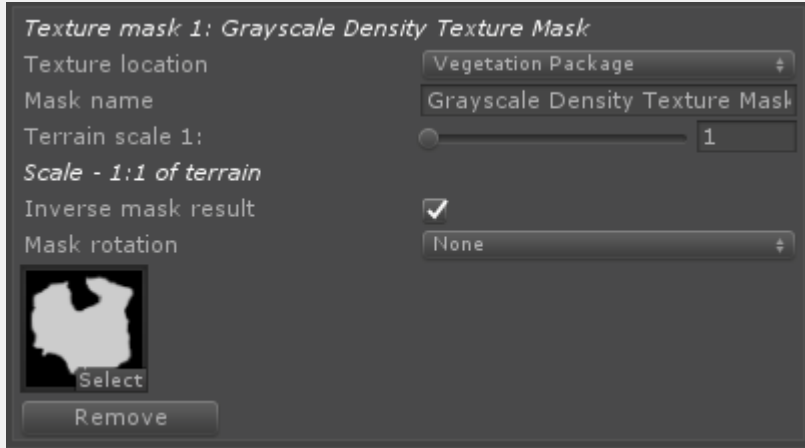 Texture mask 1: Grayscale Density Texture Mask
Texture location Vegetation Package
Mask name Grayscale Density Texture Mask
Terrain scale 1: 1
Scale - 1:1 of terrain
Inverse mask result
Mask rotation None
Select
Remove